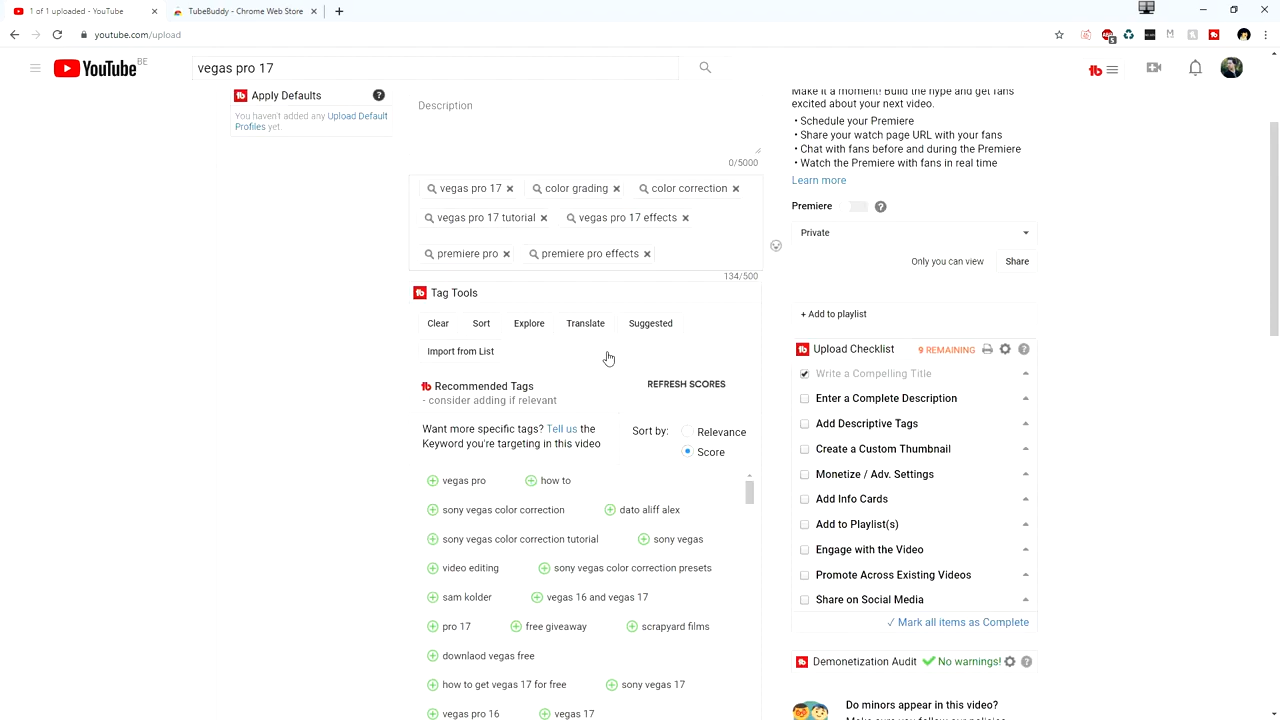 1 of 1 uploaded - YouTube
TubeBuddy - Chrome Web Store
youtube.com/upload
5
YouTube BE
vegas pro 17
Apply Defaults
You haven't added any Upload Default
Profiles yet.
Description
0/5000
vegas pro 17
color grading
color correction
vegas pro 17 tutorial
vegas pro 17 effects
premiere pro
premiere pro effects
134/500
Tag Tools
Clear
Sort
Explore
Translate
Suggested
Import from List
Recommended Tags
- consider adding if relevant
REFRESH SCORES
Want more specific tags? Tell us the
Keyword you're targeting in this video
Sort by:
Relevance
Score
vegas pro
how to
sony vegas color correction
dato aliff alex
sony vegas color correction tutorial
sony vegas
video editing
sony vegas color correction presets
sam kolder
vegas 16 and vegas 17
pro 17
free giveaway
scrapyard films
downlaod vegas free
how to get vegas 17 for free
sony vegas 17
vegas pro 16
vegas 17
Make it a moment! Build the hype and get fans
excited about your next video.
• Schedule your Premiere
• Share your watch page URL with your fans
• Chat with fans before and during the Premiere
• Watch the Premiere with fans in real time
Learn more
Premiere
Private
Only you can view
Share
+ Add to playlist
Upload Checklist
9 REMAINING
Write a Compelling Title
Enter a Complete Description
Add Descriptive Tags
Create a Custom Thumbnail
Monetize / Adv. Settings
Add Info Cards
Add to Playlist(s)
Engage with the Video
Promote Across Existing Videos
Share on Social Media
✓ Mark all items as Complete
Demonetization Audit
No warnings!
Do minors appear in this video?